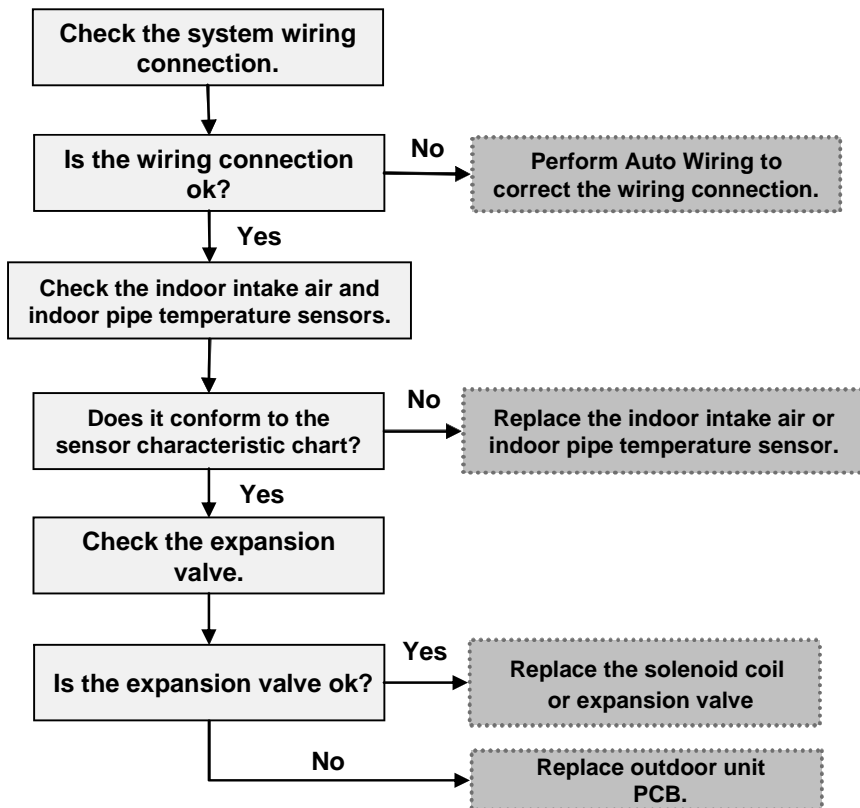 Check the system wiring
connection.
Is the wiring connection
ok?
No
Perform Auto Wiring to
correct the wiring connection.
Yes
Check the indoor intake air and
indoor pipe temperature sensors.
Does it conform to the
sensor characteristic chart?
No
Replace the indoor intake air or
indoor pipe temperature sensor.
Yes
Check the expansion
valve.
Is the expansion valve ok?
Yes
Replace the solenoid coil
or expansion valve
No
Replace outdoor unit
PCB.